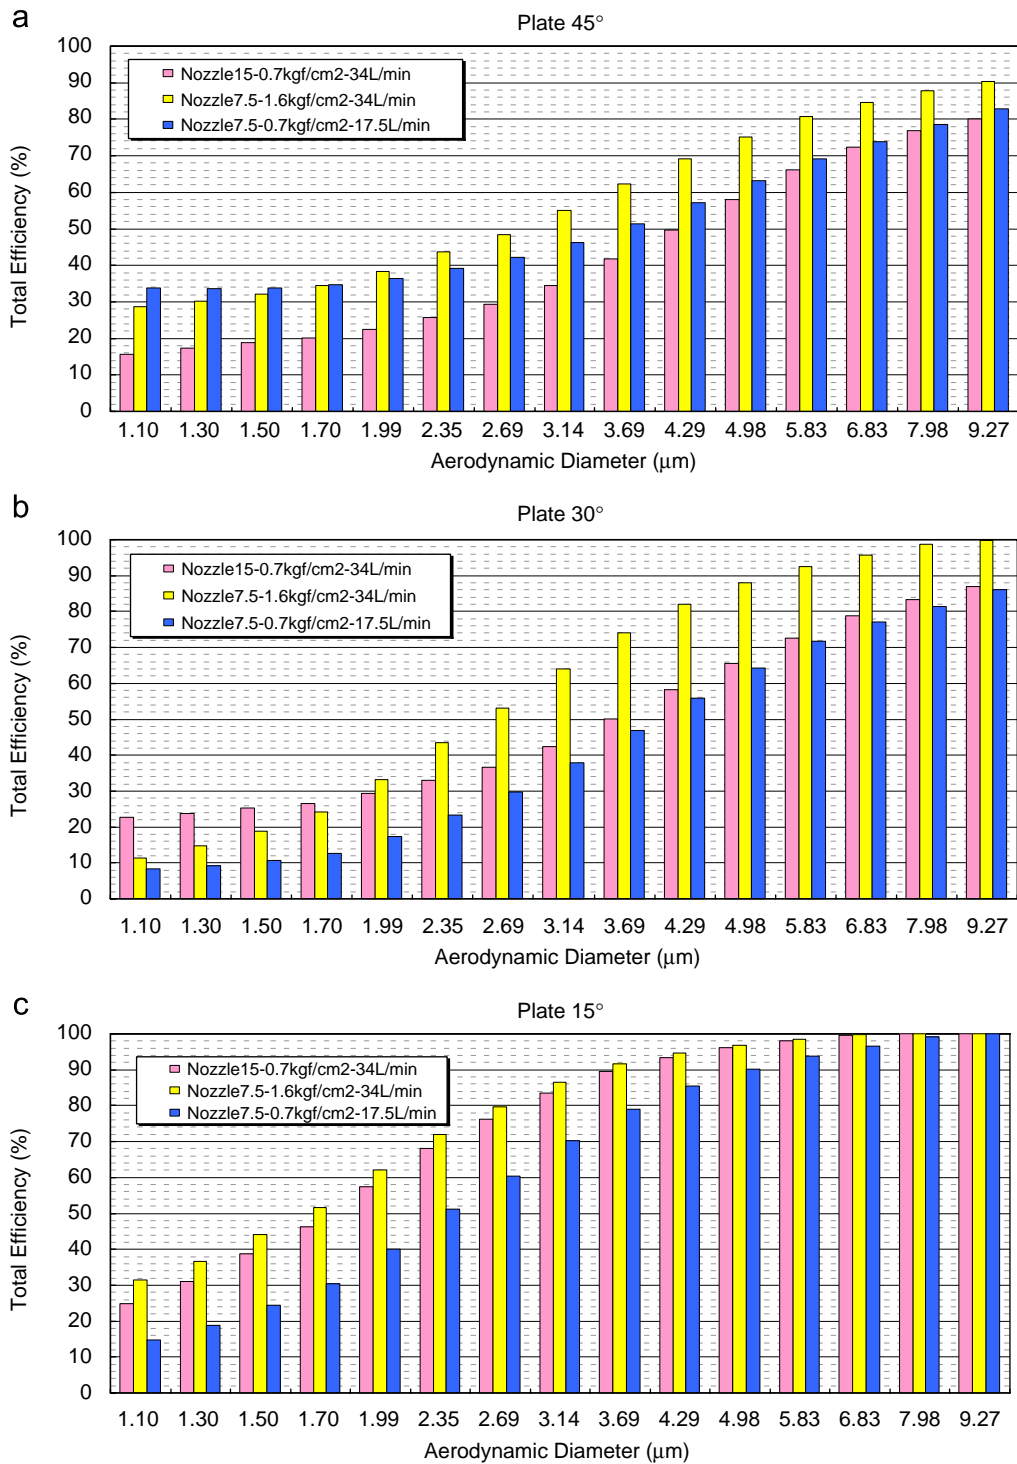 a
Plate 45°
Total Efficiency (%)
100
90
80
70
60
50
40
30
20
10
0
Nozzle15-0.7kgf/cm2-34L/min
Nozzle7.5-1.6kgf/cm2-34L/min
Nozzle7.5-0.7kgf/cm2-17.5L/min
1.10 1.30 1.50 1.70 1.99 2.35 2.69 3.14 3.69 4.29 4.98 5.83 6.83 7.98 9.27
Aerodynamic Diameter (μm)
b
Plate 30°
Total Efficiency (%)
100
90
80
70
60
50
40
30
20
10
0
Nozzle15-0.7kgf/cm2-34L/min
Nozzle7.5-1.6kgf/cm2-34L/min
Nozzle7.5-0.7kgf/cm2-17.5L/min
1.10 1.30 1.50 1.70 1.99 2.35 2.69 3.14 3.69 4.29 4.98 5.83 6.83 7.98 9.27
Aerodynamic Diameter (μm)
c
Plate 15°
Total Efficiency (%)
100
90
80
70
60
50
40
30
20
10
0
Nozzle15-0.7kgf/cm2-34L/min
Nozzle7.5-1.6kgf/cm2-34L/min
Nozzle7.5-0.7kgf/cm2-17.5L/min
1.10 1.30 1.50 1.70 1.99 2.35 2.69 3.14 3.69 4.29 4.98 5.83 6.83 7.98 9.27
Aerodynamic Diameter (μm)